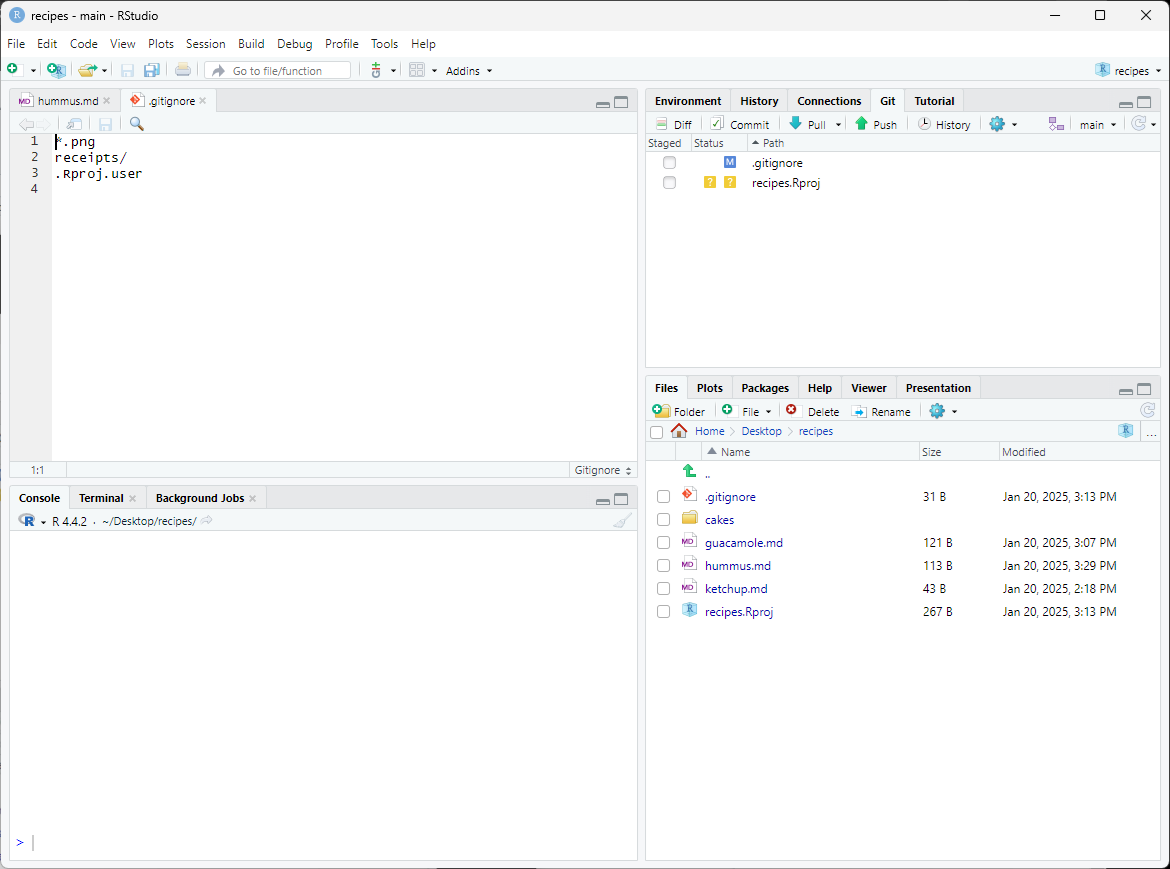 recipes - main - RStudio
File Edit Code View Plots Session Build Debug Profile Tools Help
Go to file/function Addins recipes
hummus.md .gitignore
1 *.png
2 receipts/
3 .Rproj.user
4
1:1 Gitignore
Console Terminal Background Jobs
R 4.4.2 · ~/Desktop/recipes/
>
Environment History Connections Git Tutorial
Diff Commit Pull Push History main
Staged Status Path
M .gitignore
? ? recipes.Rproj
Files Plots Packages Help Viewer Presentation
Folder File Delete Rename
Home Desktop recipes ...
Name Size Modified
..
.gitignore 31 B Jan 20, 2025, 3:13 PM
cakes
MD guacamole.md 121 B Jan 20, 2025, 3:07 PM
MD hummus.md 113 B Jan 20, 2025, 3:29 PM
MD ketchup.md 43 B Jan 20, 2025, 2:18 PM
recipes.Rproj 267 B Jan 20, 2025, 3:13 PM